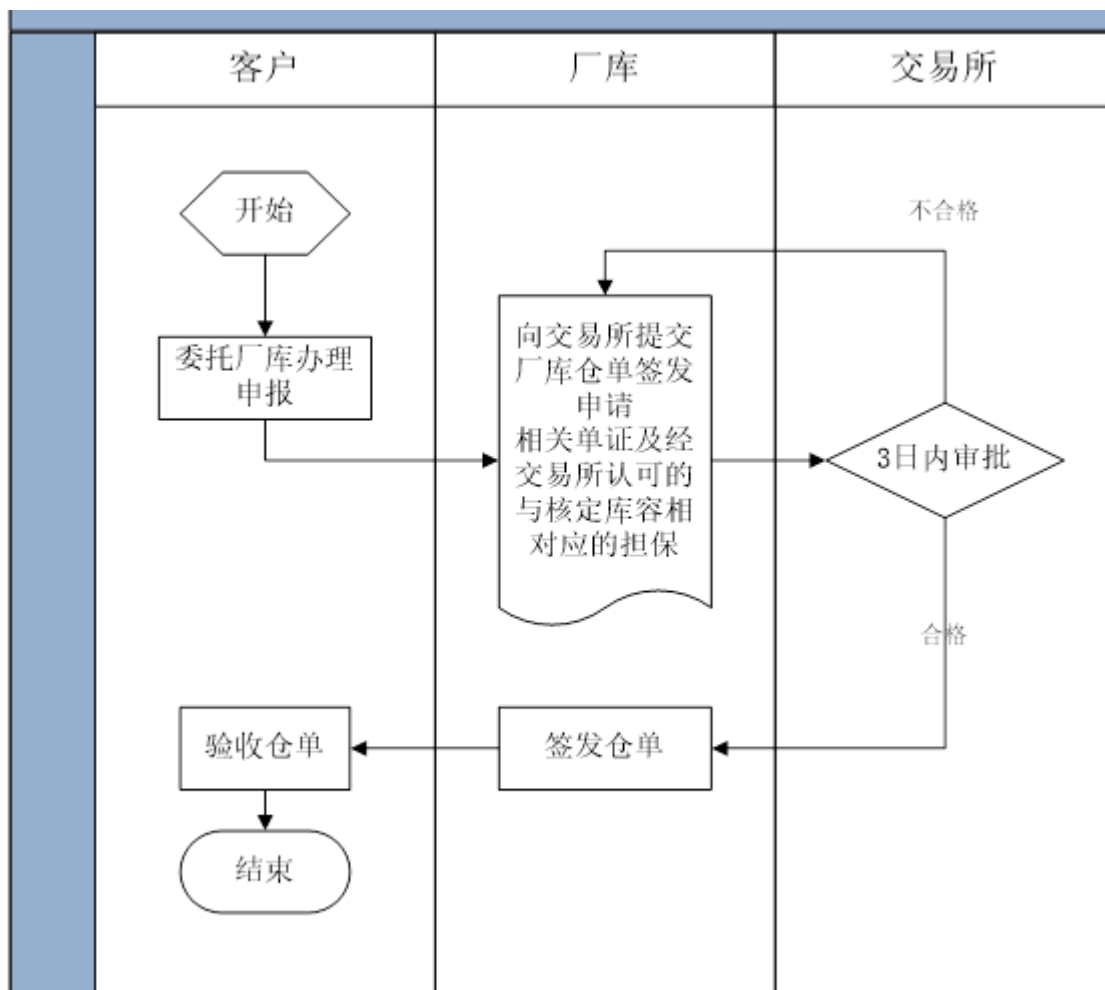 客户
厂库
交易所
开始
不合格
委托厂库办理
申报
向交易所提交
厂库仓单签发
申请
相关单证及经
交易所认可的
与核定库容相
对应的担保
3日内审批
合格
验收仓单
签发仓单
结束